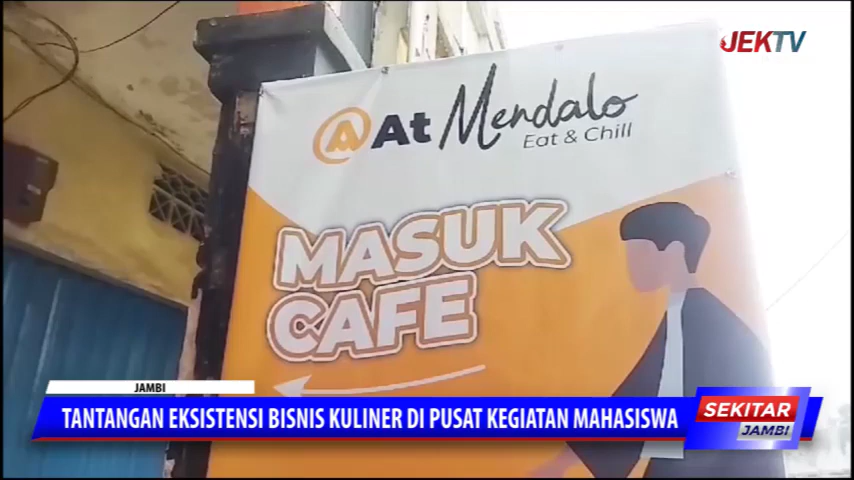 JEKTV
At Mendalo
Eat & Chill
MASUK
CAFE
JAMBI
TANTANGAN EKSISTENSI BISNIS KULINER DI PUSAT KEGIATAN MAHASISWA
SEKITAR
JAMBI